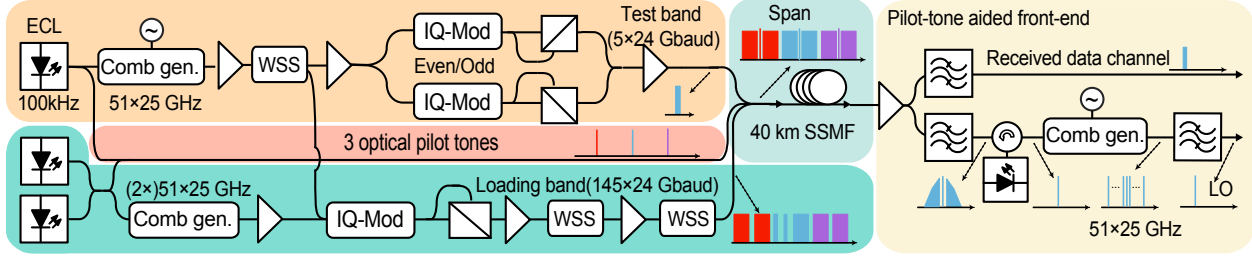 ECL
100kHz
~
Comb gen.
51×25 GHz
WSS
IQ-Mod
Even/Odd
IQ-Mod
Test band
(5×24 Gbaud)
3 optical pilot tones
(2×)51×25 GHz
Comb gen.
IQ-Mod
Loading band(145×24 Gbaud)
WSS
WSS
Span
40 km SSMF
Pilot-tone aided front-end
Received data channel
~
Comb gen.
LO
51×25 GHz